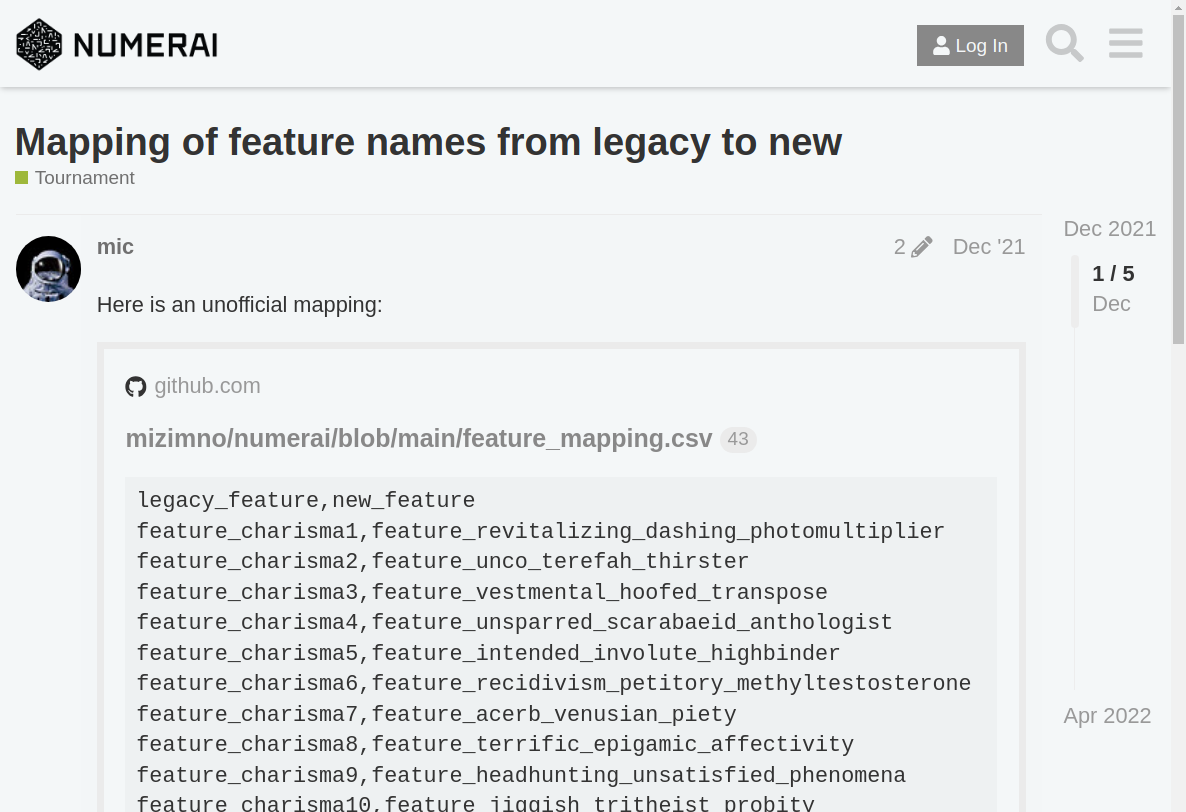 NUMERAI
Log In
Mapping of feature names from legacy to new
Tournament
mic
2
Dec '21
Dec 2021
1 / 5
Dec
Here is an unofficial mapping:
github.com
mizimno/numerai/blob/main/feature_mapping.csv 43
legacy_feature,new_feature
feature_charisma1,feature_revitalizing_dashing_photomultiplier
feature_charisma2,feature_unco_terefah_thirster
feature_charisma3,feature_vestmental_hoofed_transpose
feature_charisma4,feature_unsparred_scarabaeid_anthologist
feature_charisma5,feature_intended_involute_highbinder
feature_charisma6,feature_recidivism_petitory_methyltestosterone
feature_charisma7,feature_acerb_venusian_piety
feature_charisma8,feature_terrific_epigamic_affectivity
feature_charisma9,feature_headhunting_unsatisfied_phenomena
feature_charisma10,feature_jiggish_tritheist_probity
Apr 2022